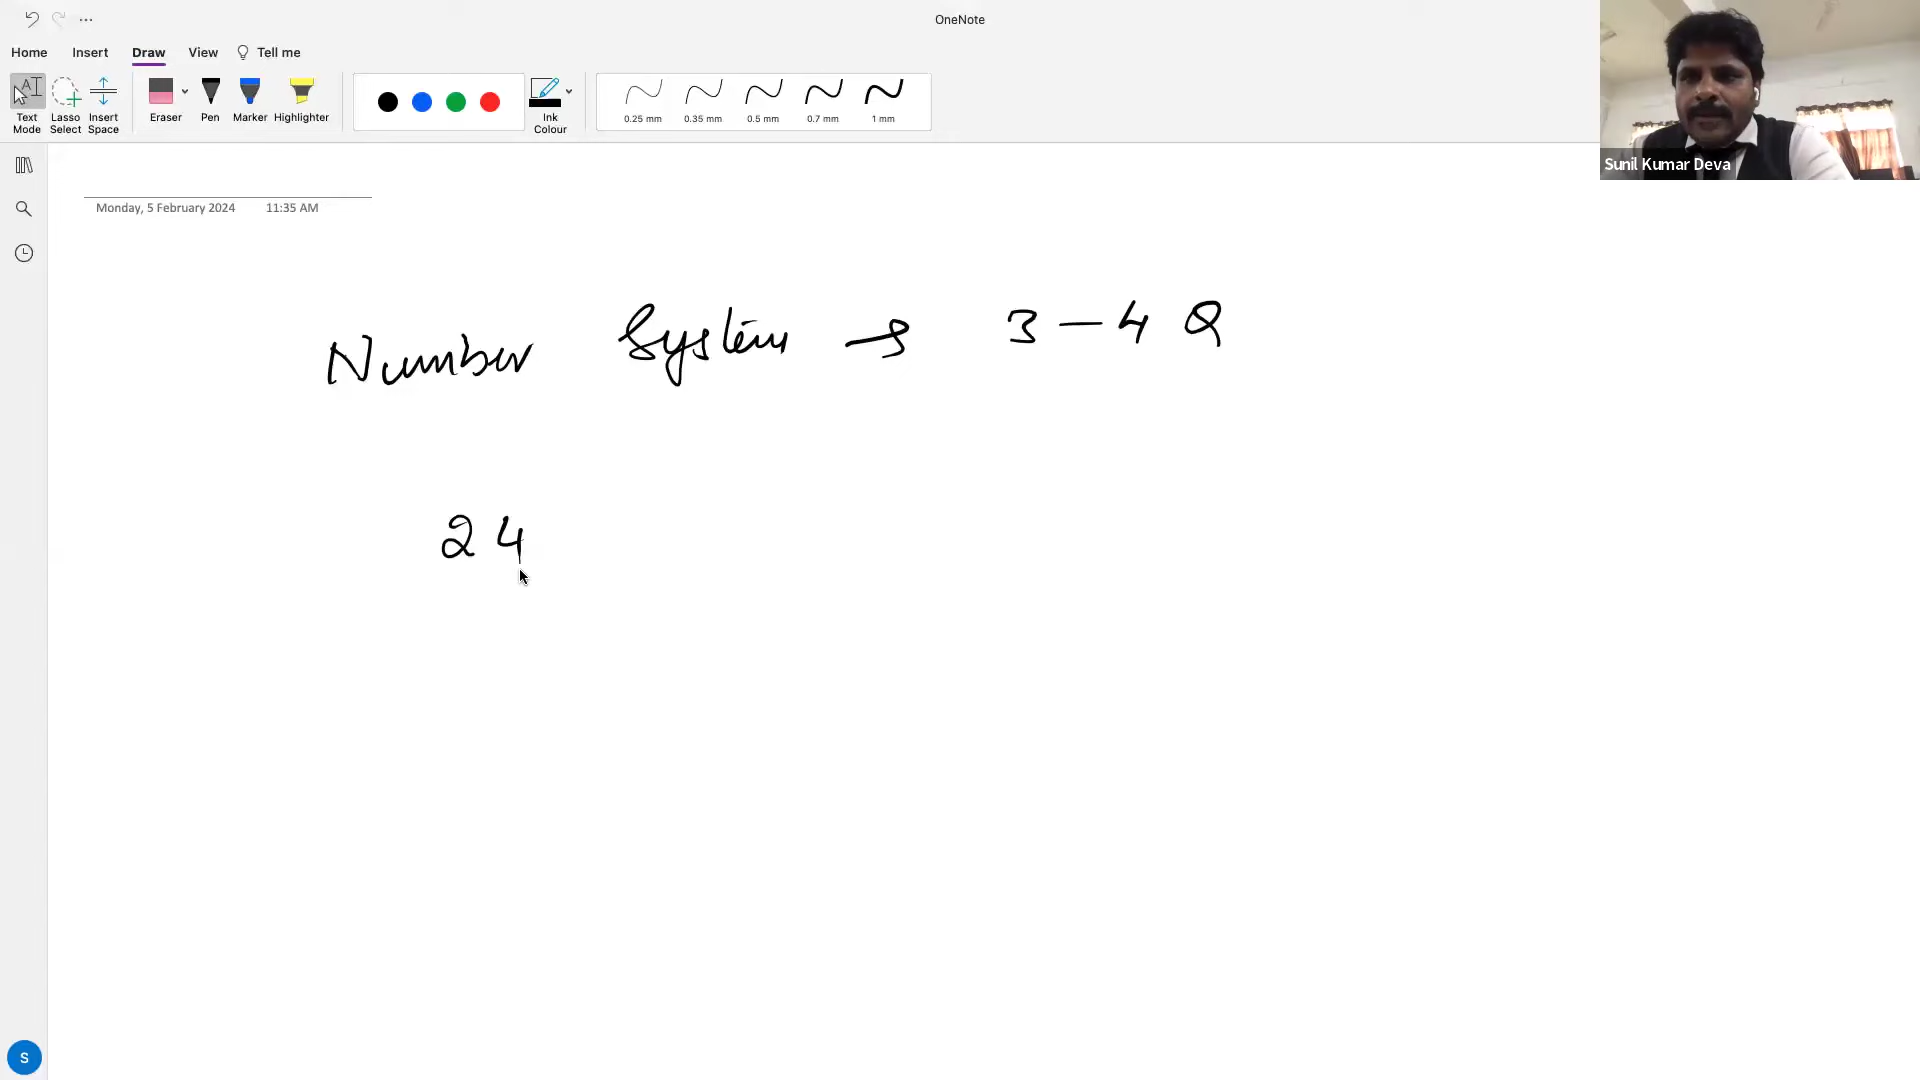 OneNote
Home Insert Draw View Tell me
Text Mode Lasso Select Insert Space Eraser Pen Marker Highlighter Ink Colour 0.25 mm 0.35 mm 0.5 mm 0.7 mm 1 mm
Sunil Kumar Deva
Monday, 5 February 2024 11:35 AM
Number System → 3 – 4 Q
24
S